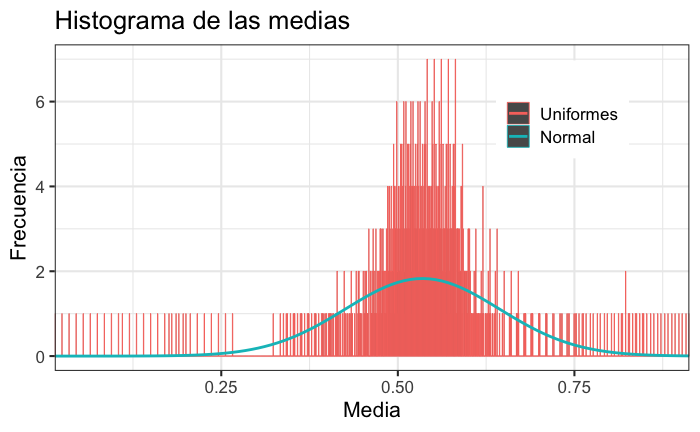 Histograma de las medias
Frecuencia
6
4
2
0
Uniformes
Normal
0.25
0.50
0.75
Media